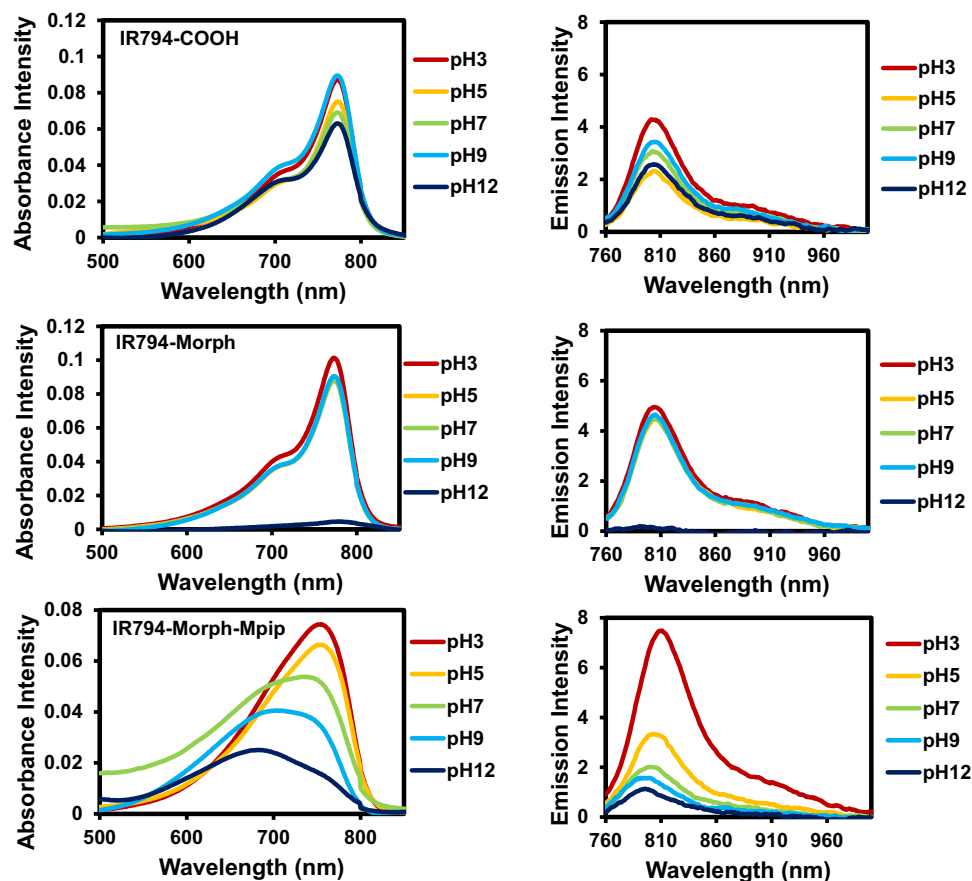 IR794-COOH
Absorbance Intensity
0.12
0.1
0.08
0.06
0.04
0.02
0
500 600 700 800
Wavelength (nm)
pH3
pH5
pH7
pH9
pH12
Emission Intensity
8
6
4
2
0
760 810 860 910 960
Wavelength (nm)
pH3
pH5
pH7
pH9
pH12
IR794-Morph
Absorbance Intensity
0.12
0.1
0.08
0.06
0.04
0.02
0
500 600 700 800
Wavelength (nm)
pH3
pH5
pH7
pH9
pH12
Emission Intensity
8
6
4
2
0
760 810 860 910 960
Wavelength (nm)
pH3
pH5
pH7
pH9
pH12
IR794-Morph-Mpip
Absorbance Intensity
0.08
0.06
0.04
0.02
0
500 600 700 800
Wavelength (nm)
pH3
pH5
pH7
pH9
pH12
Emission Intensity
8
6
4
2
0
760 810 860 910 960
Wavelength (nm)
pH3
pH5
pH7
pH9
pH12